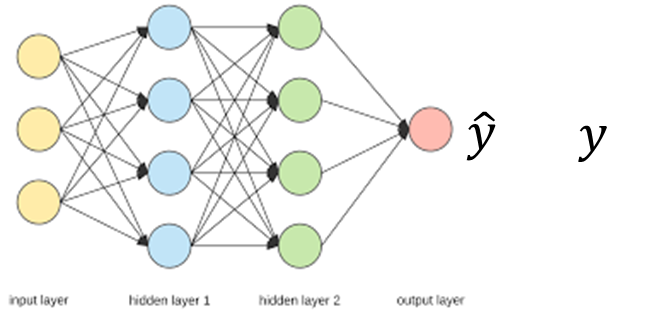 ŷ y
input layer hidden layer 1 hidden layer 2 output layer